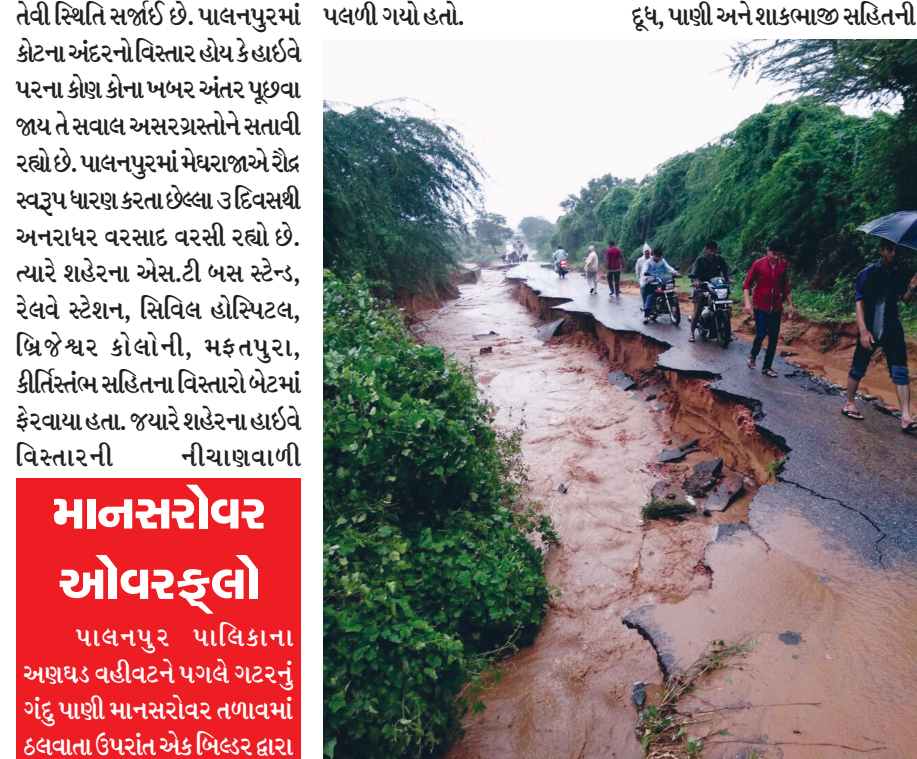 તેવી સ્થિતિ સર્જાઈ છે. પાલનપુરમાં
કોટના અંદરનો વિસ્તાર હોય કે હાઇવે
પરના કોણ કોના ખબર અંતર પૂછવા
જાય તે સવાલ અસરગ્રસ્તોને સતાવી
રહ્યો છે. પાલનપુરમાં મેઘરાજાએ રૌદ્ર
સ્વરૂપ ધારણ કરતા છેલ્લા ૩ દિવસથી
અનરાધર વરસાદ વરસી રહ્યો છે.
ત્યારે શહેરના એસ.ટી બસ સ્ટેન્ડ,
રેલવે સ્ટેશન, સિવિલ હોસ્પિટલ,
બ્રિજેશ્વર કોલોની, મફતપુરા,
કીર્તિસ્તંભ સહિતના વિસ્તારો બેટમાં
ફેરવાયા હતા. જયારે શહેરના હાઇવે
વિસ્તારની નીચાણવાળી
માનસરોવર
ઓવરફ્લો
પાલનપુર પાલિકાના
અણઘડ વહીવટને પગલે ગટરનું
ગંદુ પાણી માનસરોવર તળાવમાં
ઠલવાતા ઉપરાંત એક બિલ્ડર દ્વારા
પલળી ગયો હતો.
દૂધ, પાણી અને શાકભાજી સહિતની